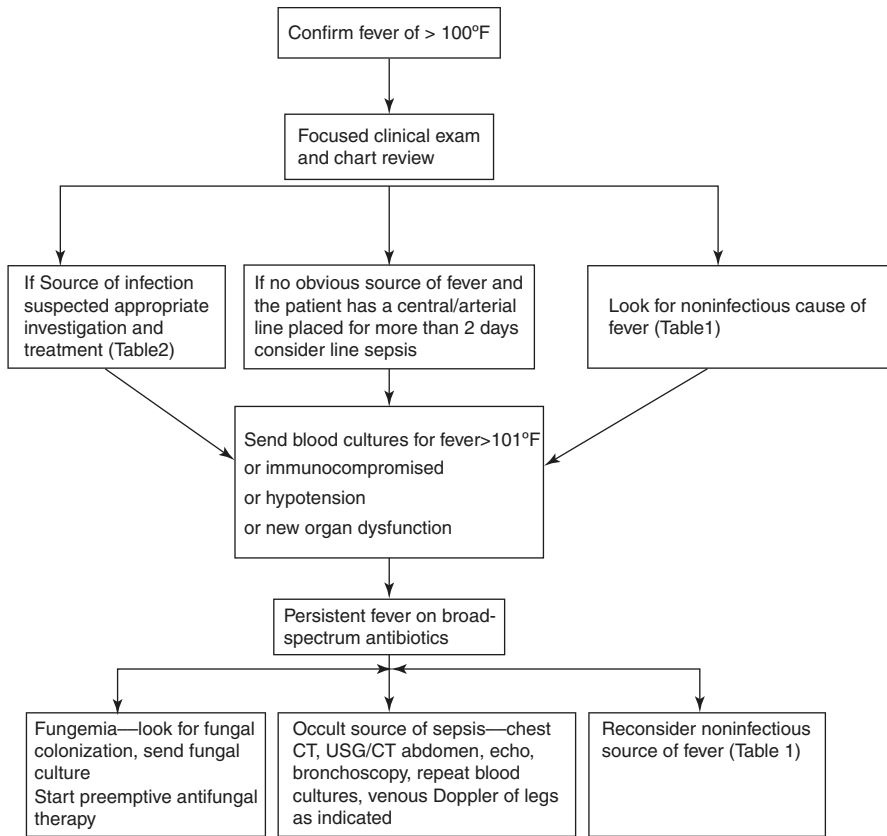 Confirm fever of > 100ºF
Focused clinical exam
and chart review
If Source of infection
suspected appropriate
investigation and
treatment (Table2)
If no obvious source of fever and
the patient has a central/arterial
line placed for more than 2 days
consider line sepsis
Look for noninfectious cause of
fever (Table1)
Send blood cultures for fever>101ºF
or immunocompromised
or hypotension
or new organ dysfunction
Persistent fever on broad-
spectrum antibiotics
Fungemia—look for fungal
colonization, send fungal
culture
Start preemptive antifungal
therapy
Occult source of sepsis—chest
CT, USG/CT abdomen, echo,
bronchoscopy, repeat blood
cultures, venous Doppler of legs
as indicated
Reconsider noninfectious
source of fever (Table 1)